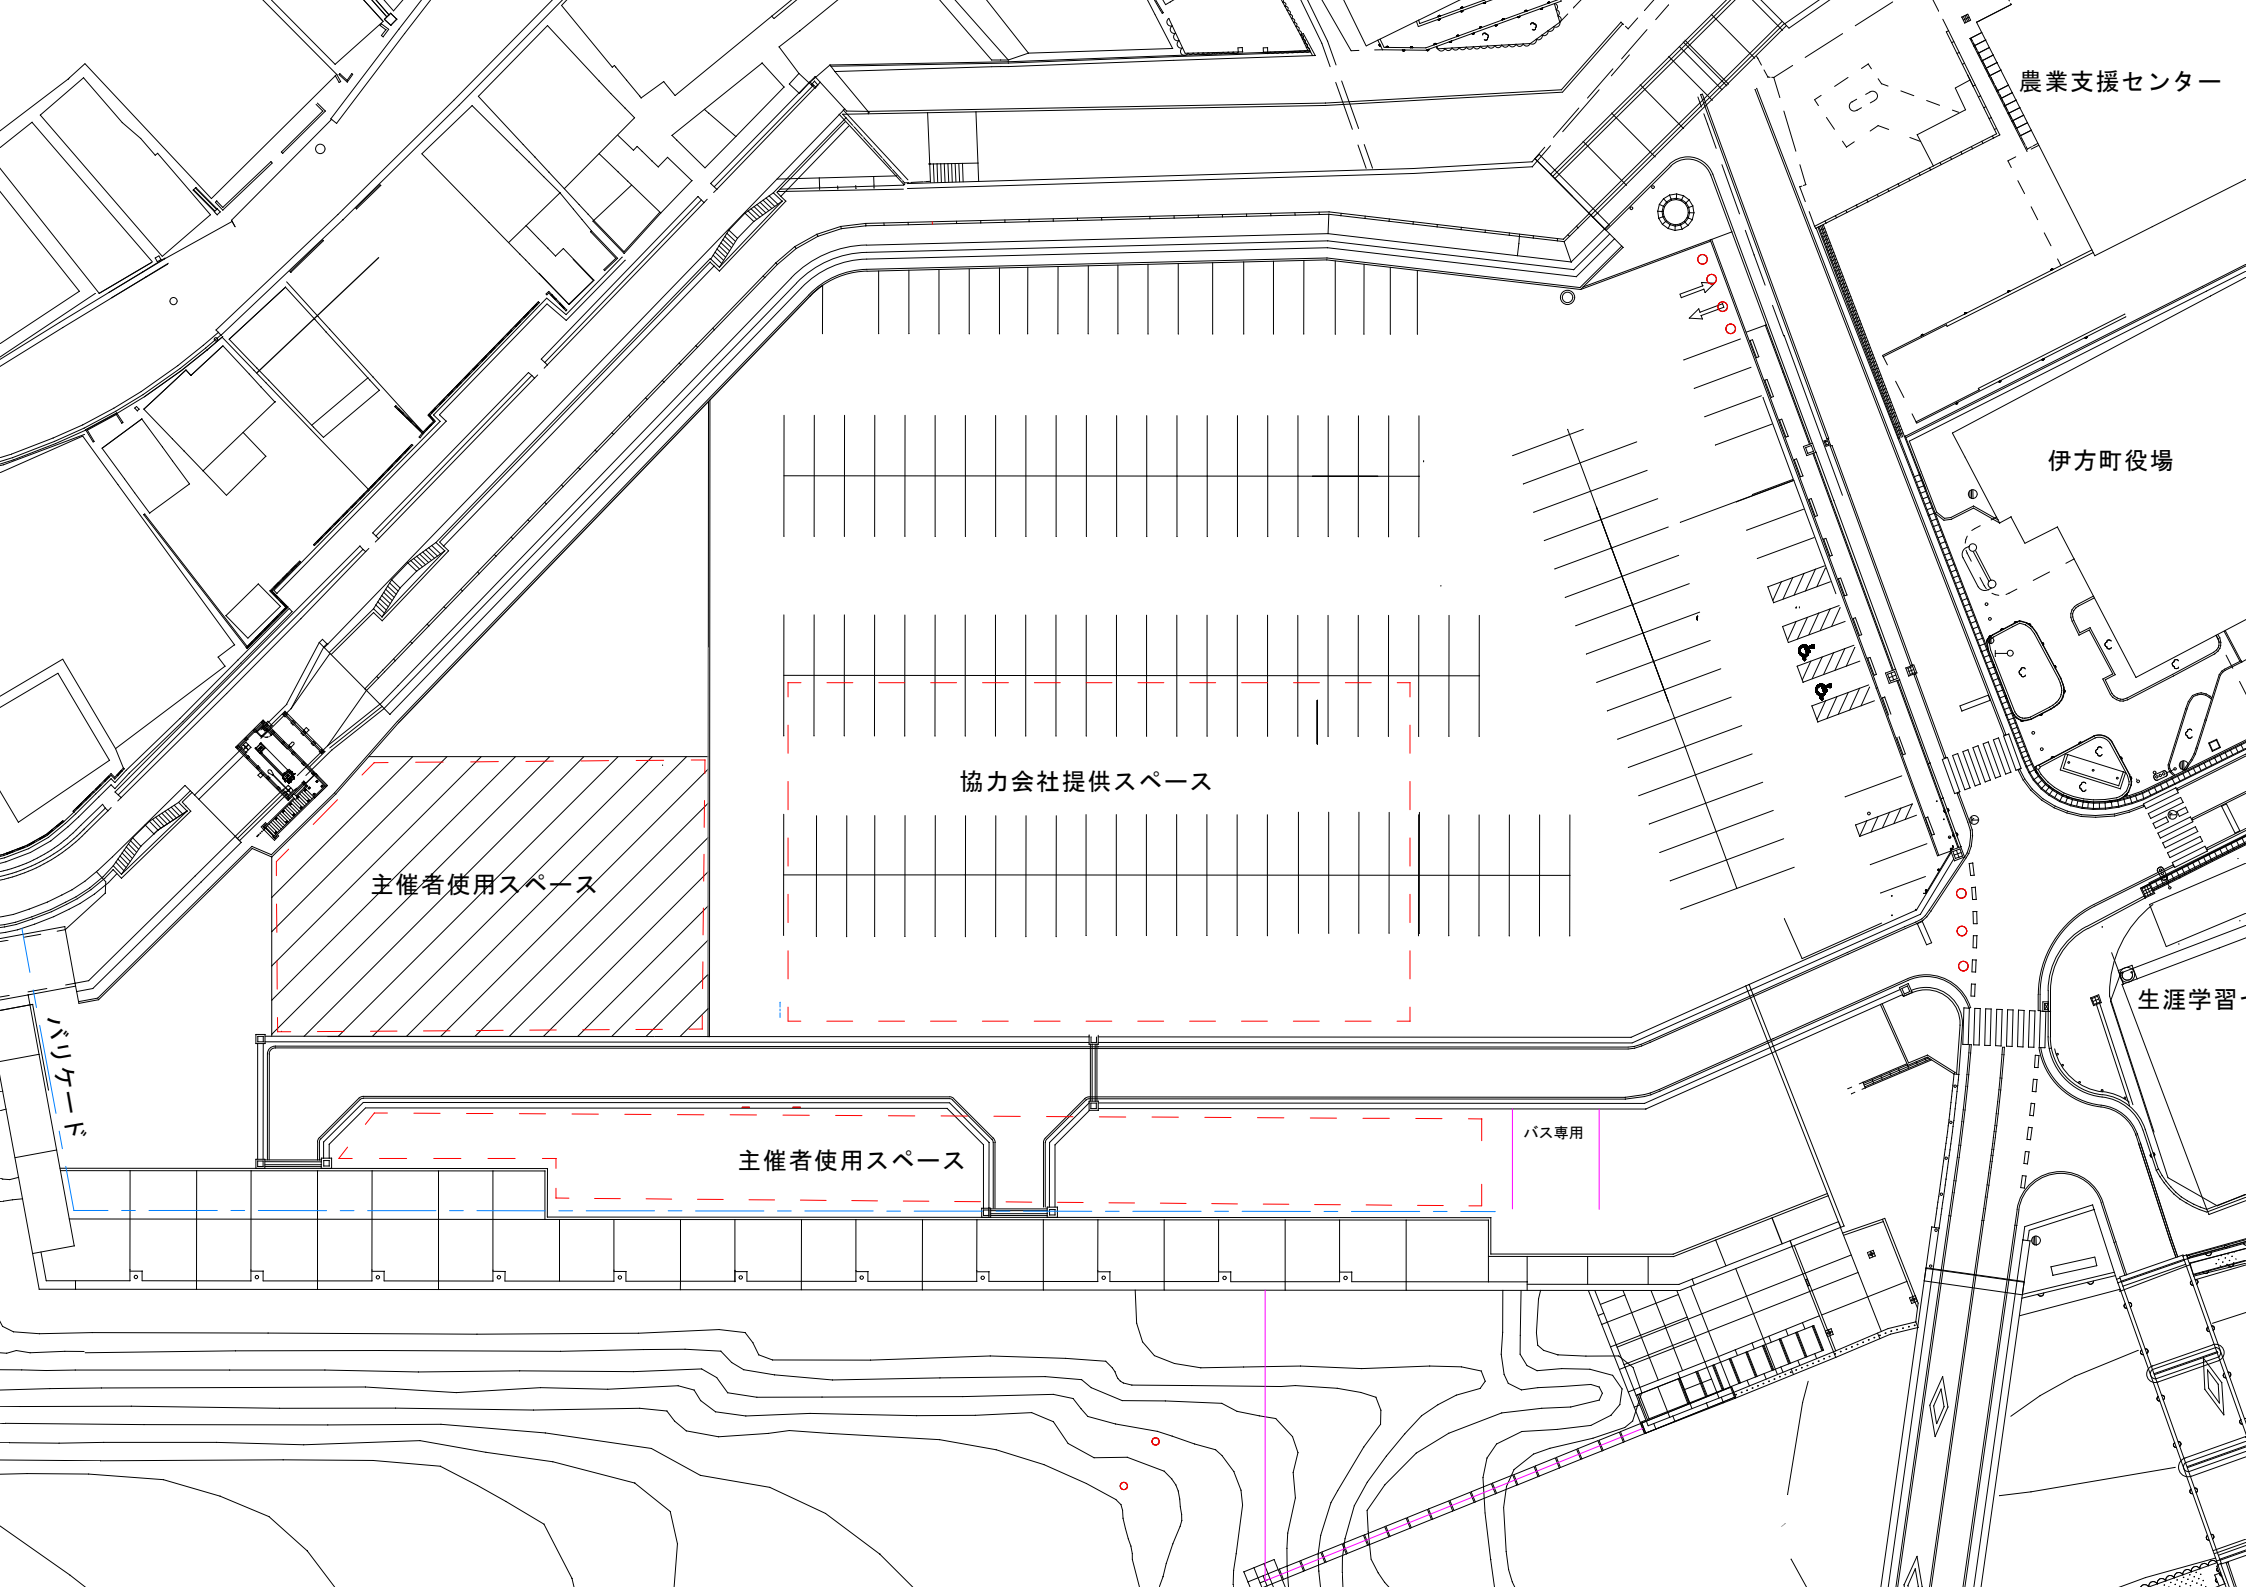 農業支援センター
伊方町役場
協力会社提供スペース
主催者使用スペース
生涯学習
バリケード
バス専用
主催者使用スペース